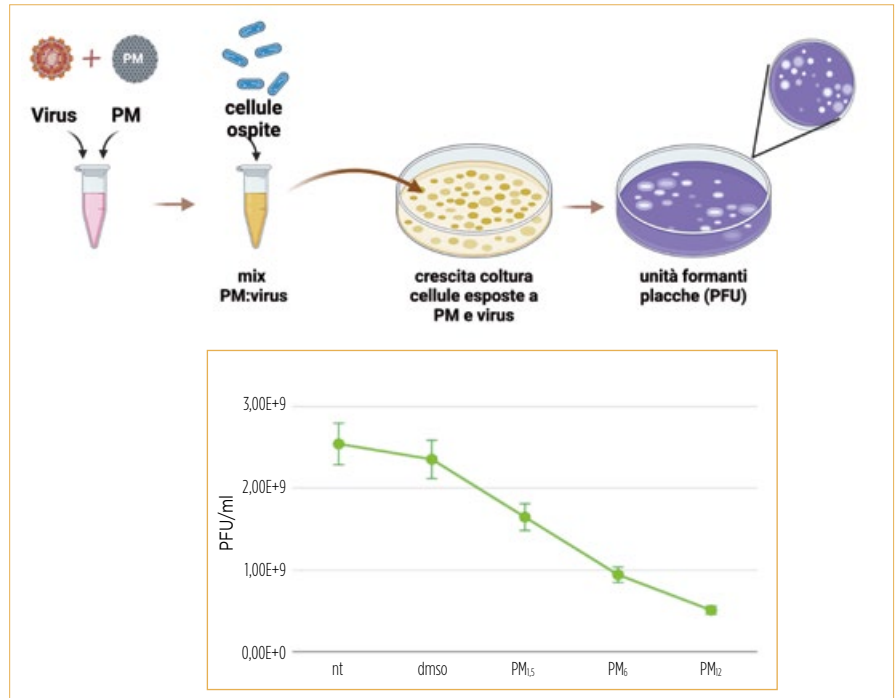 PM
Virus
PM
cellule
ospite
mix
PM:virus
crescita coltura
cellule esposte a
PM e virus
unità formanti
placche (PFU)
3,00E+9
2,00E+9
1,00E+9
0,00E+0
PFU/ml
nt
dmso
PM₁,₅
PM₆
PM₁₂